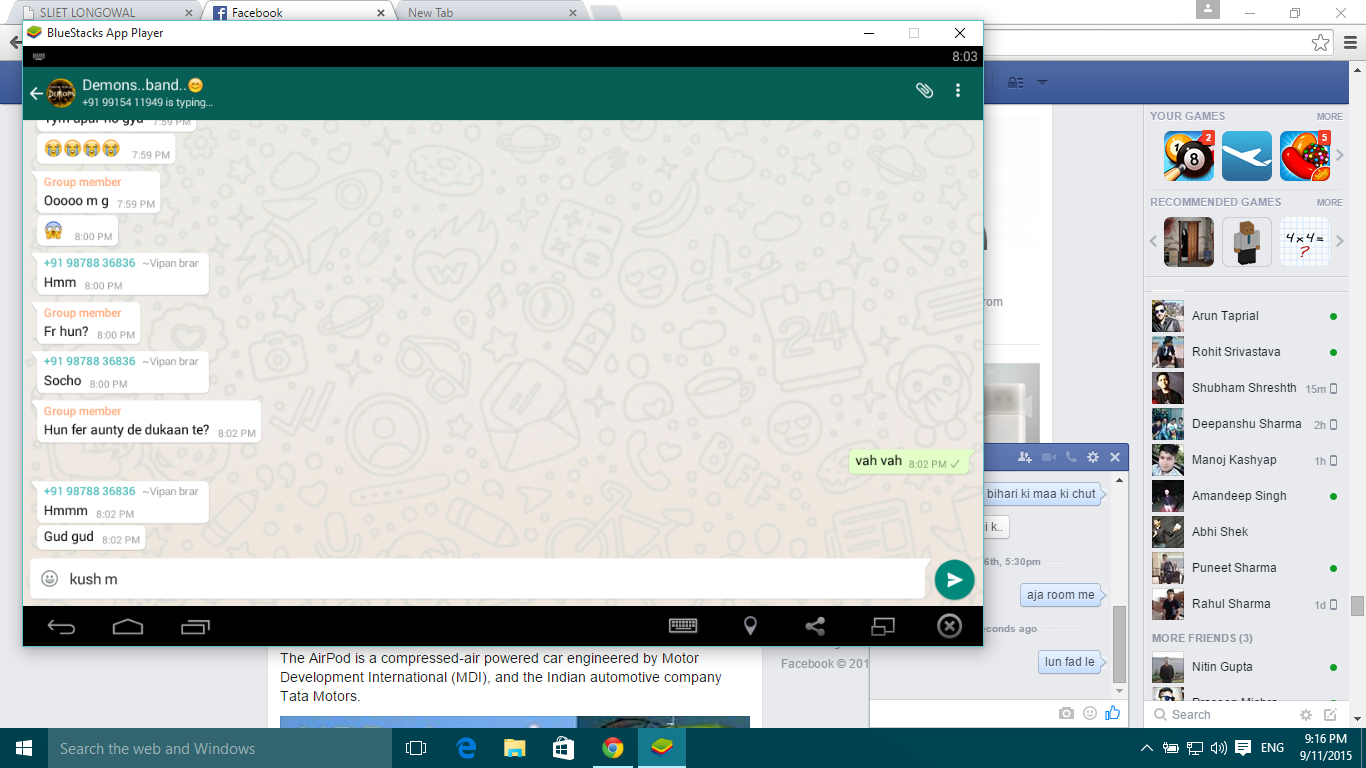 SLIET LONGOWAL
Facebook
New Tab
BlueStacks App Player
8:03
Demons..band..😊
+91 99154 11949 is typing...
Tym apar ho gya 7:59 PM
😭😭😭😭 7:59 PM
Group member
Ooooo m g 7:59 PM
😱 8:00 PM
+91 98788 36836 ~Vipan brar
Hmm 8:00 PM
Group member
Fr hun? 8:00 PM
+91 98788 36836 ~Vipan brar
Socho 8:00 PM
Group member
Hun fer aunty de dukaan te? 8:02 PM
vah vah 8:02 PM
+91 98788 36836 ~Vipan brar
Hmmm 8:02 PM
Gud gud 8:02 PM
kush m
The AirPod is a compressed-air powered car engineered by Motor
Development International (MDI), and the Indian automotive company
Tata Motors.
Facebook © 201
rom
bihari ki maa ki chut
i k..
6th, 5:30pm
aja room me
econds ago
lun fad le
YOUR GAMES MORE
2
8
5
RECOMMENDED GAMES MORE
4x4=
?
Arun Taprial
Rohit Srivastava
Shubham Shreshth 15m
Deepanshu Sharma 2h
Manoj Kashyap 1h
Amandeep Singh
Abhi Shek
Puneet Sharma
Rahul Sharma 1d
MORE FRIENDS (3)
Nitin Gupta
Search
Search the web and Windows
ENG
9:16 PM
9/11/2015